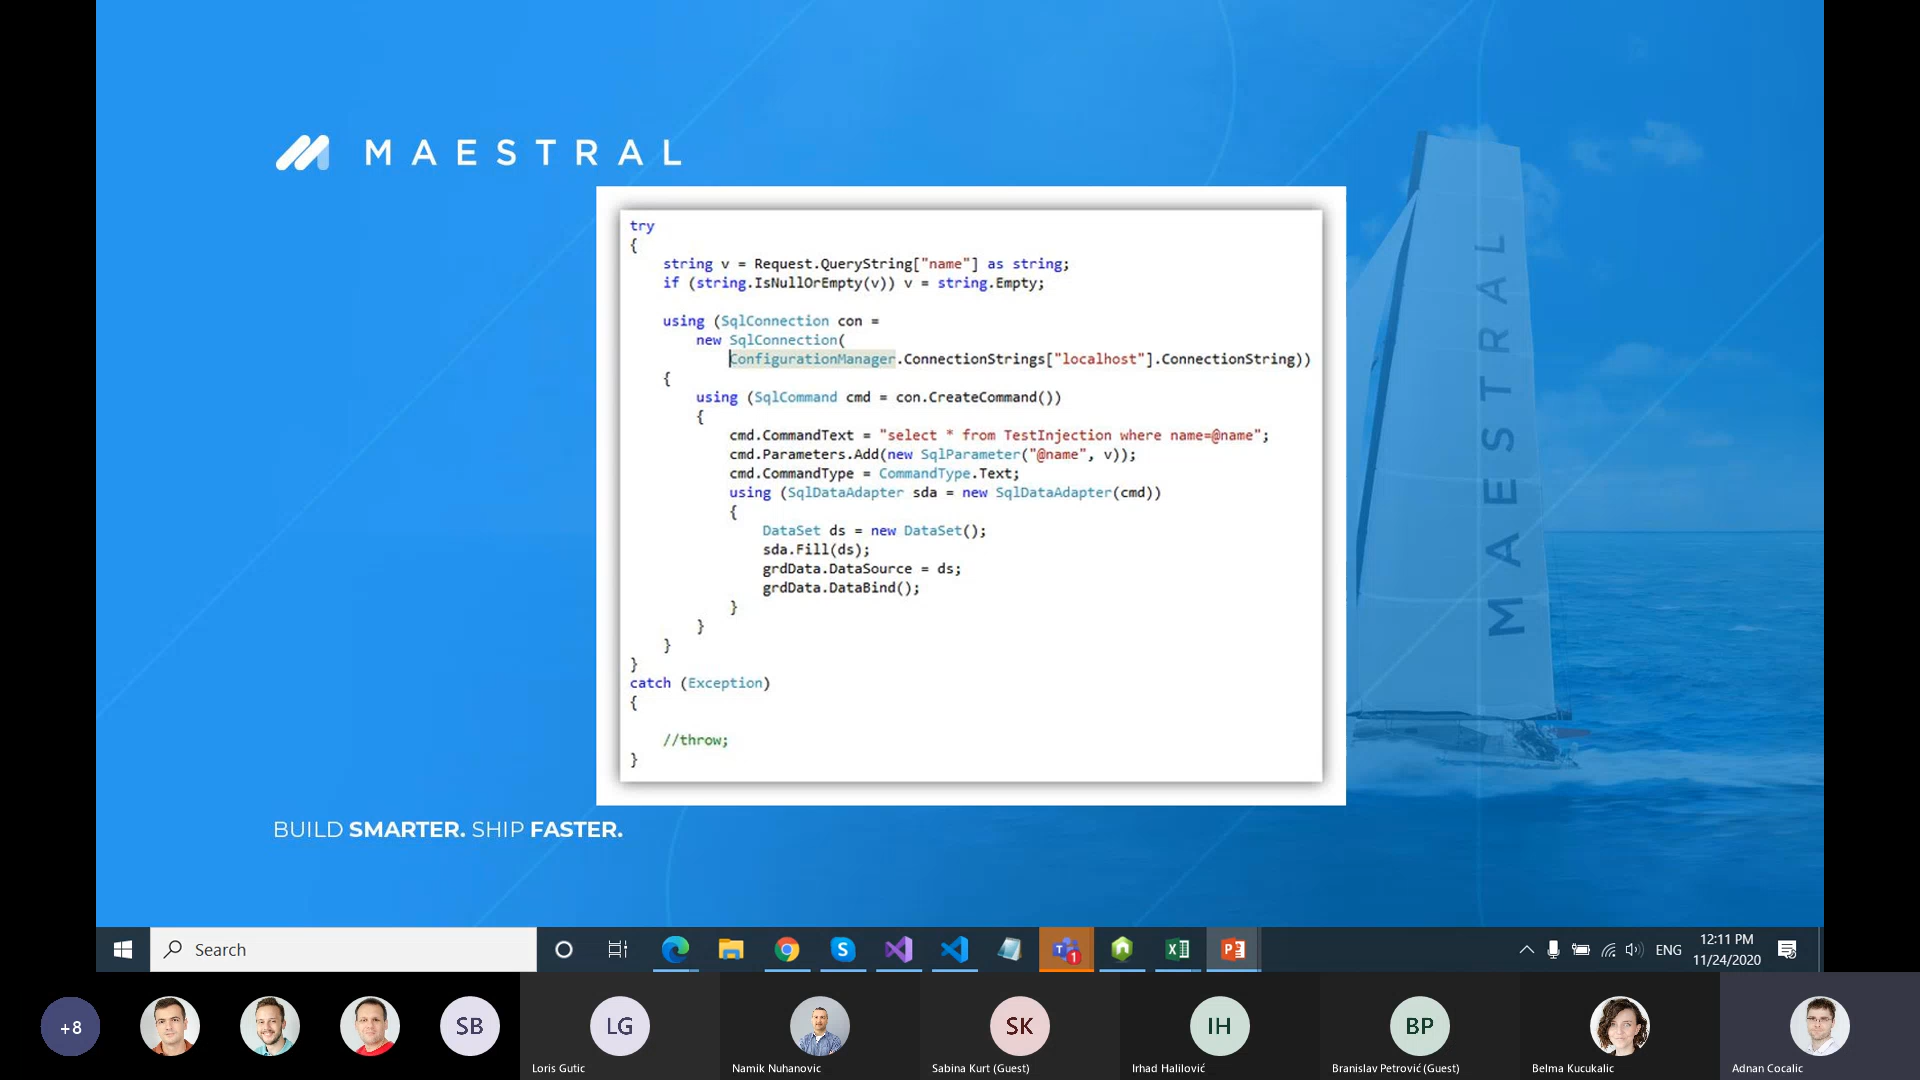 MAESTRAL
try
{
string v = Request.QueryString["name"] as string;
if (string.IsNullOrEmpty(v)) v = string.Empty;
using (SqlConnection con =
new SqlConnection(
ConfigurationManager.ConnectionStrings["localhost"].ConnectionString))
{
using (SqlCommand cmd = con.CreateCommand())
{
cmd.CommandText = "select * from TestInjection where name=@name";
cmd.Parameters.Add(new SqlParameter("@name", v));
cmd.CommandType = CommandType.Text;
using (SqlDataAdapter sda = new SqlDataAdapter(cmd))
{
DataSet ds = new DataSet();
sda.Fill(ds);
grdData.DataSource = ds;
grdData.DataBind();
}
}
}
}
catch (Exception)
{
//throw;
}
MAESTRAL
BUILD SMARTER. SHIP FASTER.
Search
ENG
12:11 PM
11/24/2020
1
+8
SB
LG
SK
IH
BP
Loris Gutic
Namik Nuhanovic
Sabina Kurt (Guest)
Irhad Halilović
Branislav Petrović (Guest)
Belma Kucukalic
Adnan Cocalic